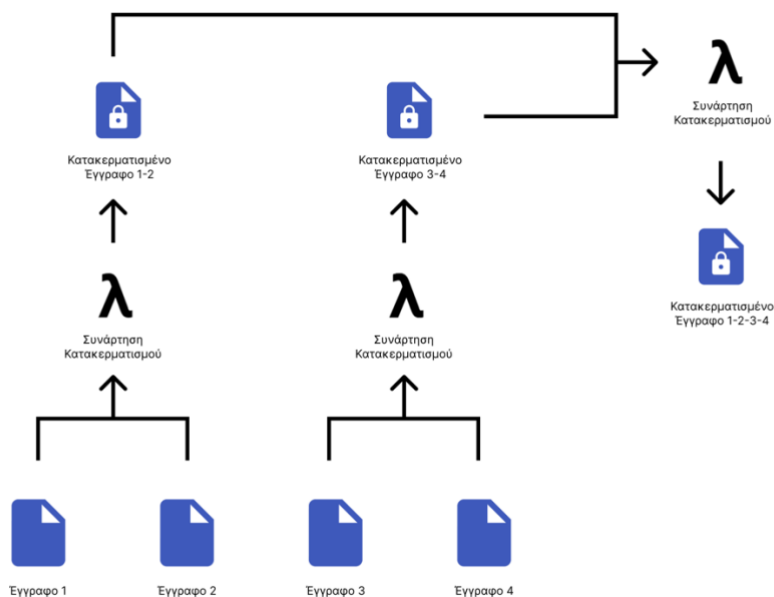 λ
Συνάρτηση
Κατακερματισμού
Κατακερματισμένο
Έγγραφο 1-2
Κατακερματισμένο
Έγγραφο 3-4
λ
Συνάρτηση
Κατακερματισμού
λ
Συνάρτηση
Κατακερματισμού
Κατακερματισμένο
Έγγραφο 1-2-3-4
Έγγραφο 1
Έγγραφο 2
Έγγραφο 3
Έγγραφο 4